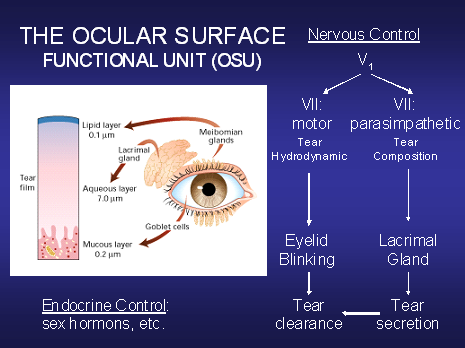 THE OCULAR SURFACE
FUNCTIONAL UNIT (OSU)
Lipid layer
0.1 µm
Meibomian
glands
Lacrimal
gland
Tear
film
Aqueous layer
7.0 µm
Goblet cells
Mucous layer
0.2 µm
Endocrine Control:
sex hormons, etc.
Nervous Control
V1
VII:
motor
Tear
Hydrodynamic
VII:
parasimpathetic
Tear
Composition
Eyelid
Blinking
Lacrimal
Gland
Tear
clearance
Tear
secretion